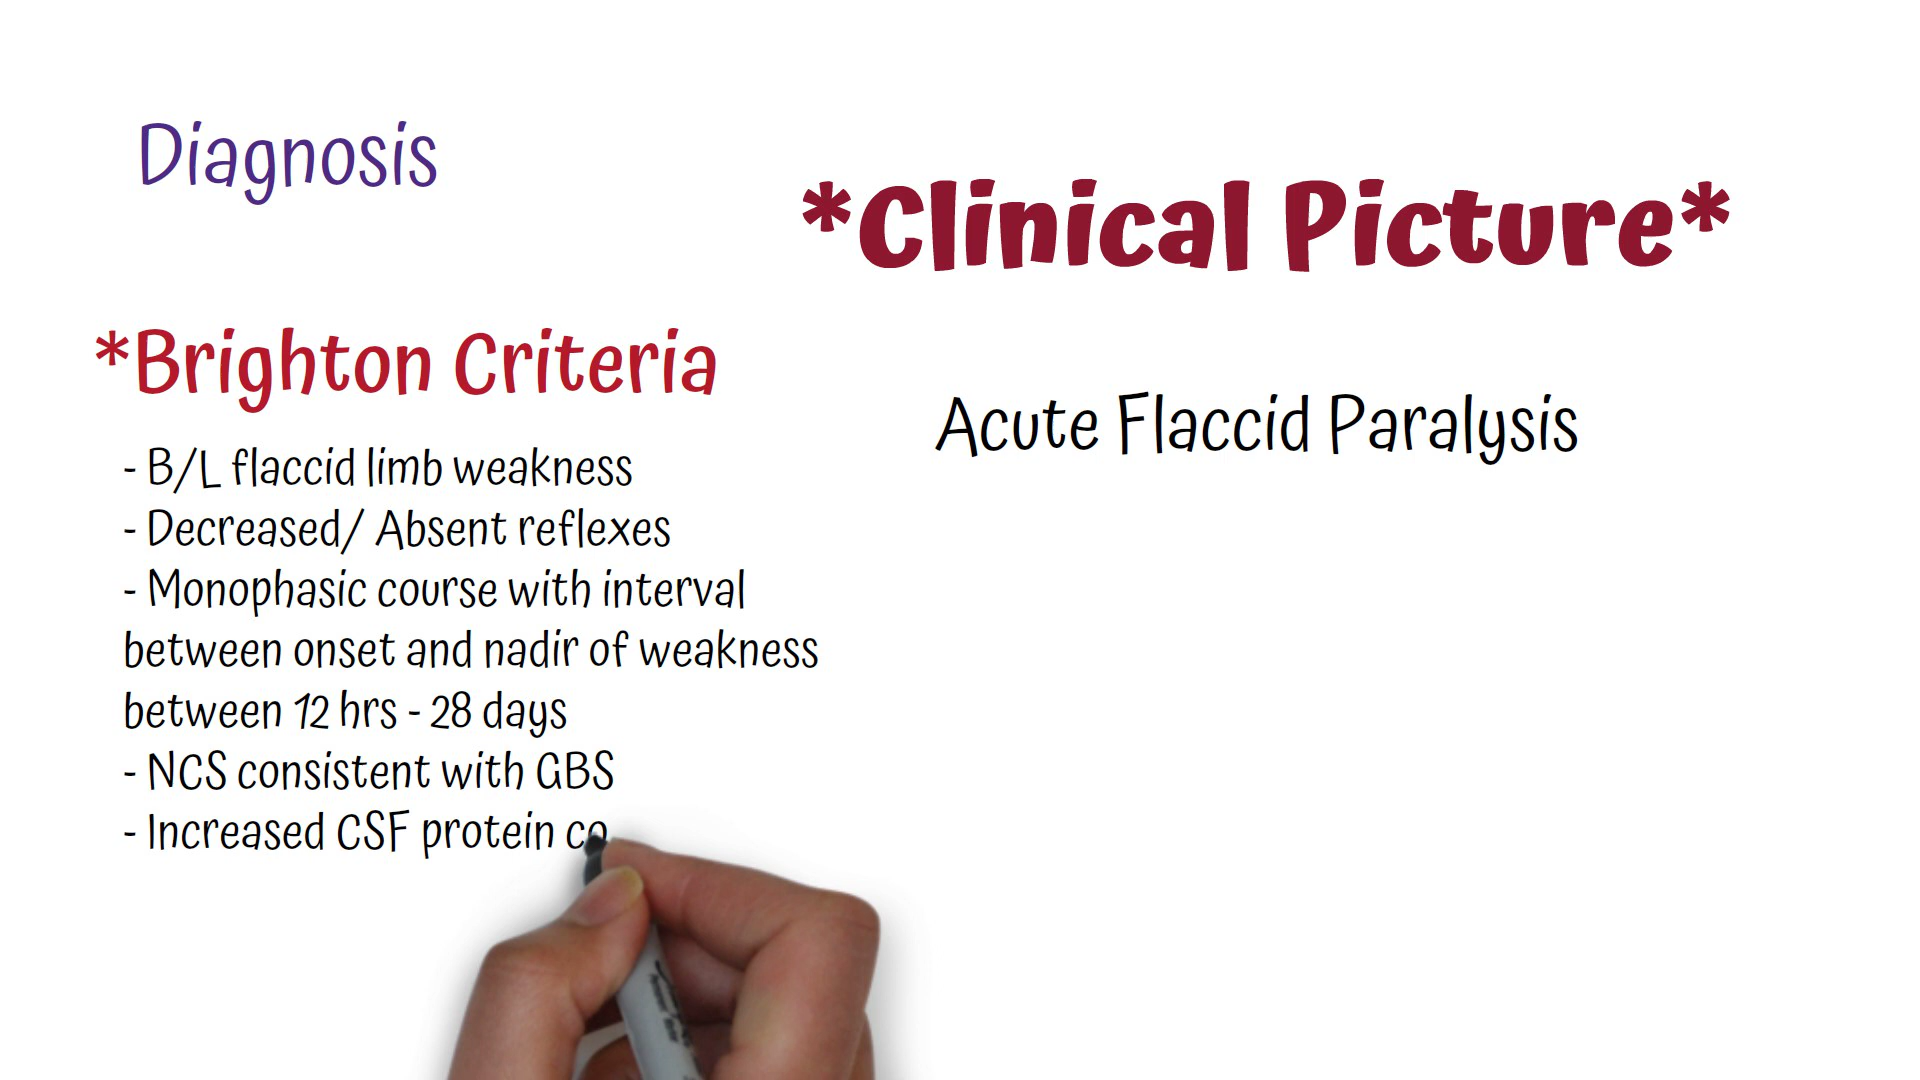 Diagnosis
*Clinical Picture*
*Brighton Criteria
Acute Flaccid Paralysis
- B/L flaccid limb weakness
- Decreased/ Absent reflexes
- Monophasic course with interval
between onset and nadir of weakness
between 12 hrs - 28 days
- NCS consistent with GBS
- Increased CSF protein co